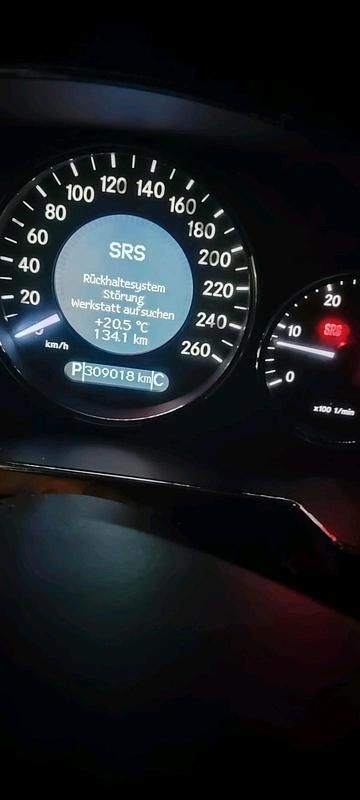 100 120 140
80 160
60 180
40 200
20 220
240
260
km/h
SRS
Rückhaltesystem
Störung
Werkstatt aufsuchen
+20.5 °C
134.1 km
P 309018 km C
20
10
0
SRS
x100 1/min